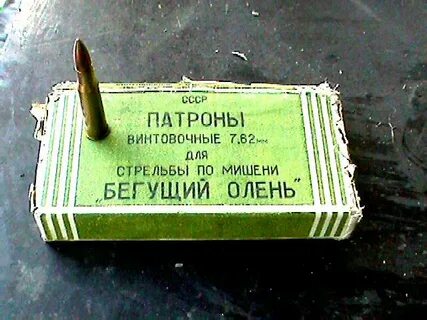 СССР
ПАТРОНЫ
ВИНТОВОЧНЫЕ 7,62мм
ДЛЯ
СТРЕЛЬБЫ ПО МИШЕНИ
„БЕГУЩИЙ ОЛЕНЬ"